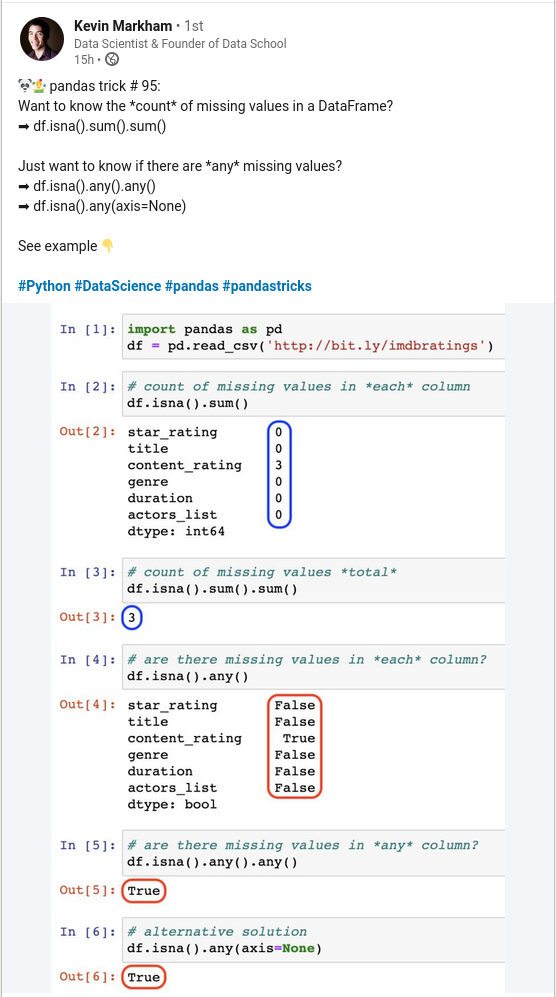 Kevin Markham • 1st
Data Scientist & Founder of Data School
15h •
🐼🤹‍♂️ pandas trick # 95:
Want to know the *count* of missing values in a DataFrame?
➡ df.isna().sum().sum()
Just want to know if there are *any* missing values?
➡ df.isna().any().any()
➡ df.isna().any(axis=None)
See example 👇
#Python #DataScience #pandas #pandastricks
In [1]: import pandas as pd
df = pd.read_csv('http://bit.ly/imdbratings')
In [2]: # count of missing values in *each* column
df.isna().sum()
Out[2]: star_rating 0
title 0
content_rating 3
genre 0
duration 0
actors_list 0
dtype: int64
In [3]: # count of missing values *total*
df.isna().sum().sum()
Out[3]: 3
In [4]: # are there missing values in *each* column?
df.isna().any()
Out[4]: star_rating False
title False
content_rating True
genre False
duration False
actors_list False
dtype: bool
In [5]: # are there missing values in *any* column?
df.isna().any().any()
Out[5]: True
In [6]: # alternative solution
df.isna().any(axis=None)
Out[6]: True